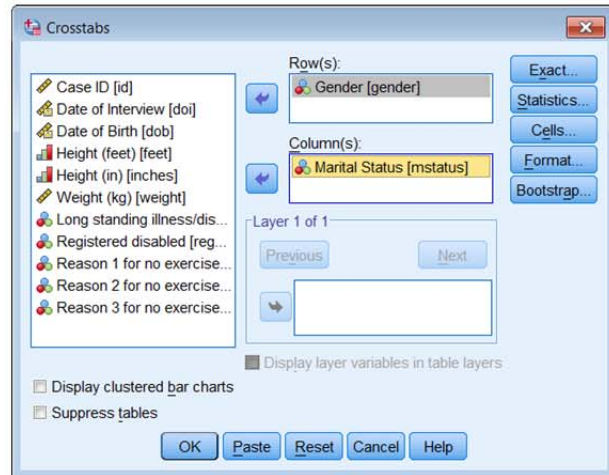 Crosstabs
Case ID [id]
Date of Interview [doi]
Date of Birth [dob]
Height (feet) [feet]
Height (in) [inches]
Weight (kg) [weight]
Long standing illness/dis...
Registered disabled [reg...
Reason 1 for no exercise...
Reason 2 for no exercise...
Reason 3 for no exercise...
Row(s):
Gender [gender]
Column(s):
Marital Status [mstatus]
Layer 1 of 1
Previous
Next
Display layer variables in table layers
Exact...
Statistics...
Cells...
Format...
Bootstrap...
Display clustered bar charts
Suppress tables
OK
Paste
Reset
Cancel
Help